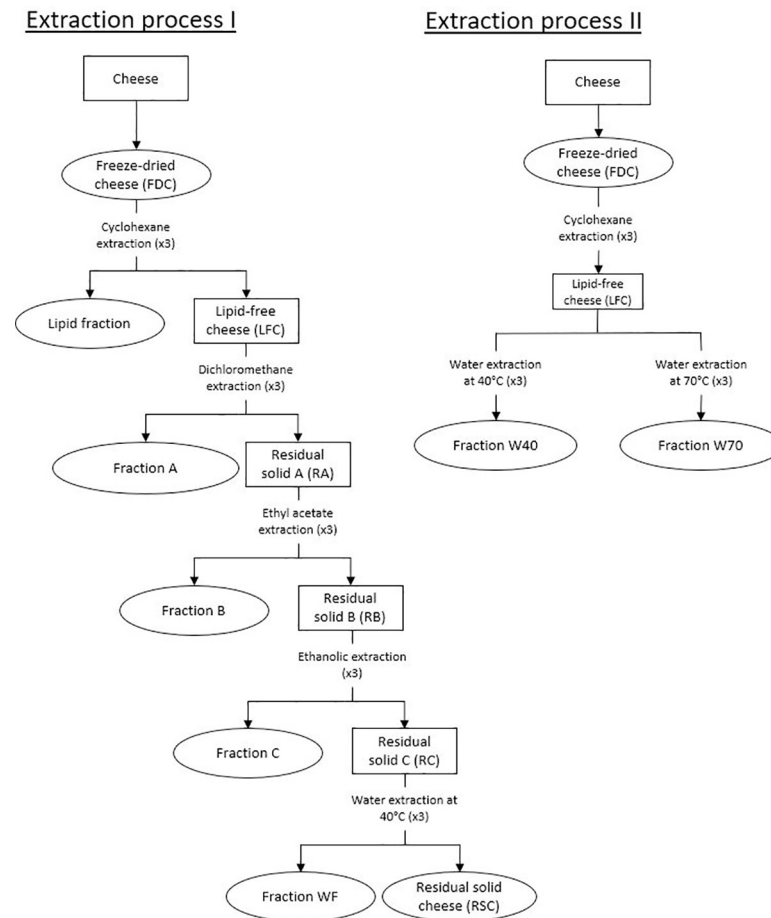 Extraction process I
Cheese
Freeze-dried
cheese (FDC)
Cyclohexane
extraction (x3)
Lipid fraction
Lipid-free
cheese (LFC)
Dichloromethane
extraction (x3)
Fraction A
Residual
solid A (RA)
Ethyl acetate
extraction (x3)
Fraction B
Residual
solid B (RB)
Ethanolic extraction
(x3)
Fraction C
Residual
solid C (RC)
Water extraction at
40°C (x3)
Fraction WF
Residual solid
cheese (RSC)
Extraction process II
Cheese
Freeze-dried
cheese (FDC)
Cyclohexane
extraction (x3)
Lipid-free
cheese (LFC)
Water extraction
at 40°C (x3)
Water extraction
at 70°C (x3)
Fraction W40
Fraction W70